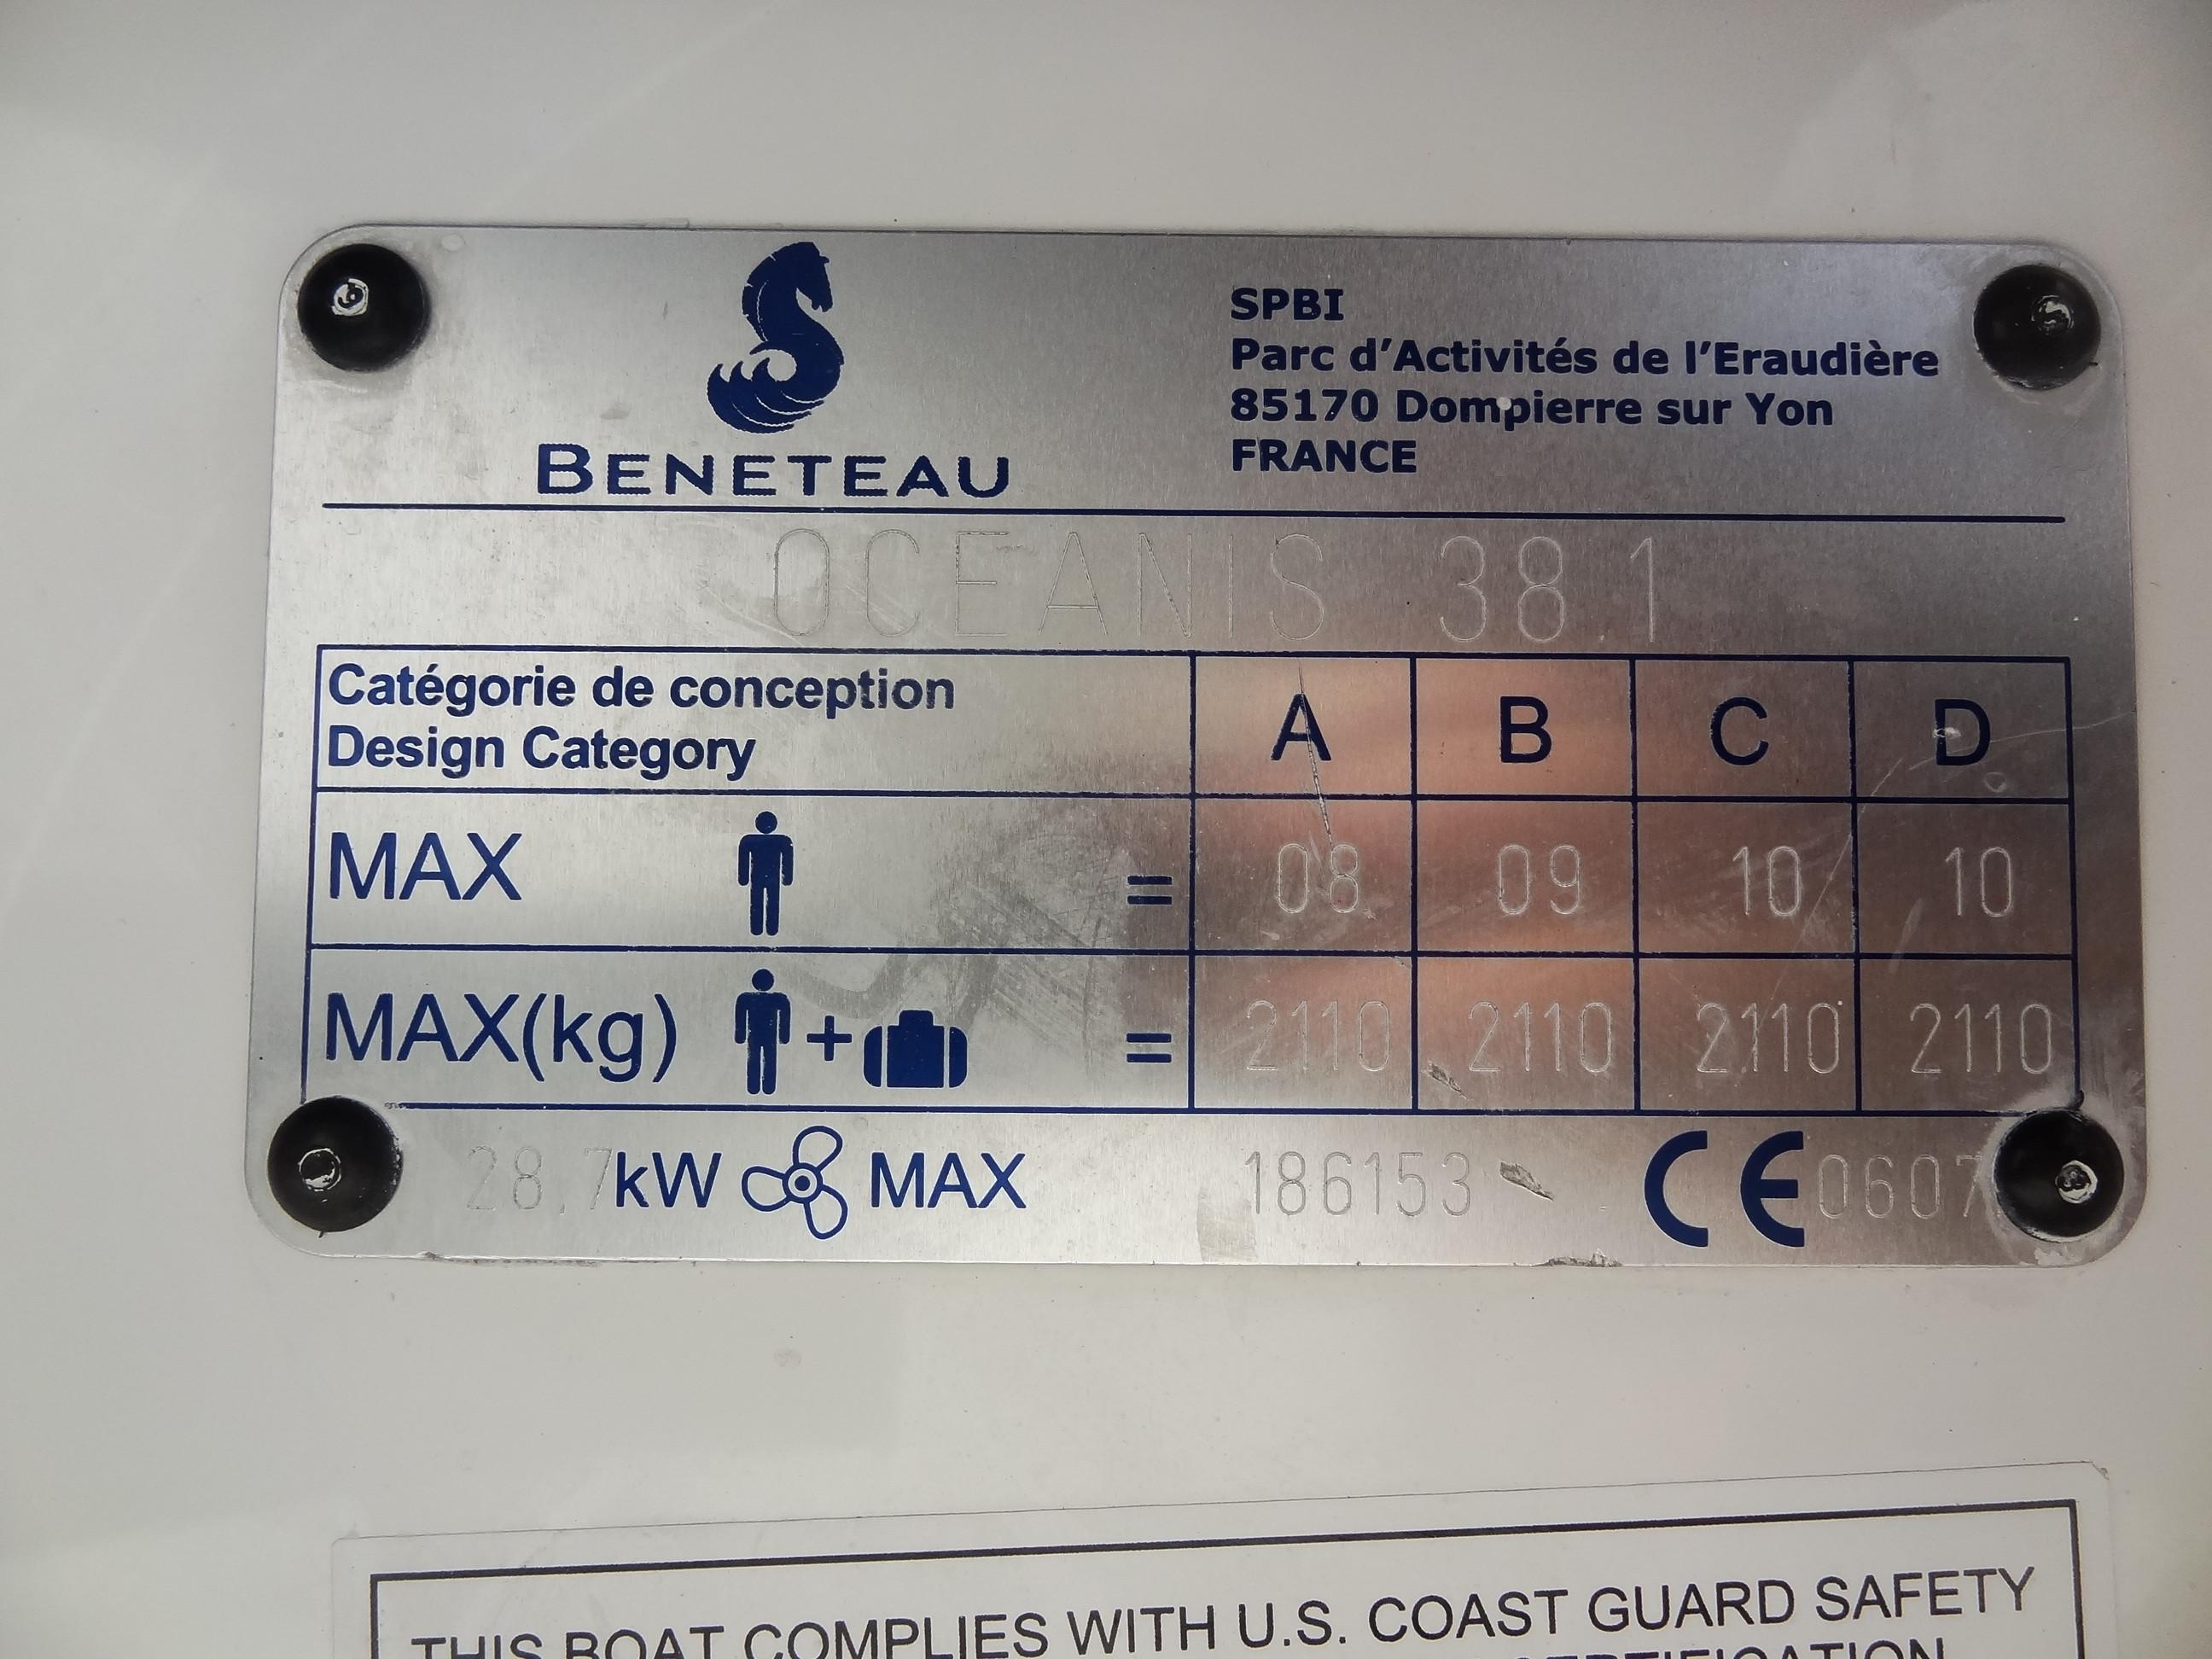 BENETEAU
SPBI
Parc d'Activités de l'Eraudière
85170 Dompierre sur Yon
FRANCE
OCEANIS 381
Catégorie de conception
Design Category
A B C D
MAX = 08 09 10 10
MAX(kg) + = 2110 2110 2110 2110
28,7kW MAX 186153 CE 0607
THIS BOAT COMPLIES WITH U.S. COAST GUARD SAFETY